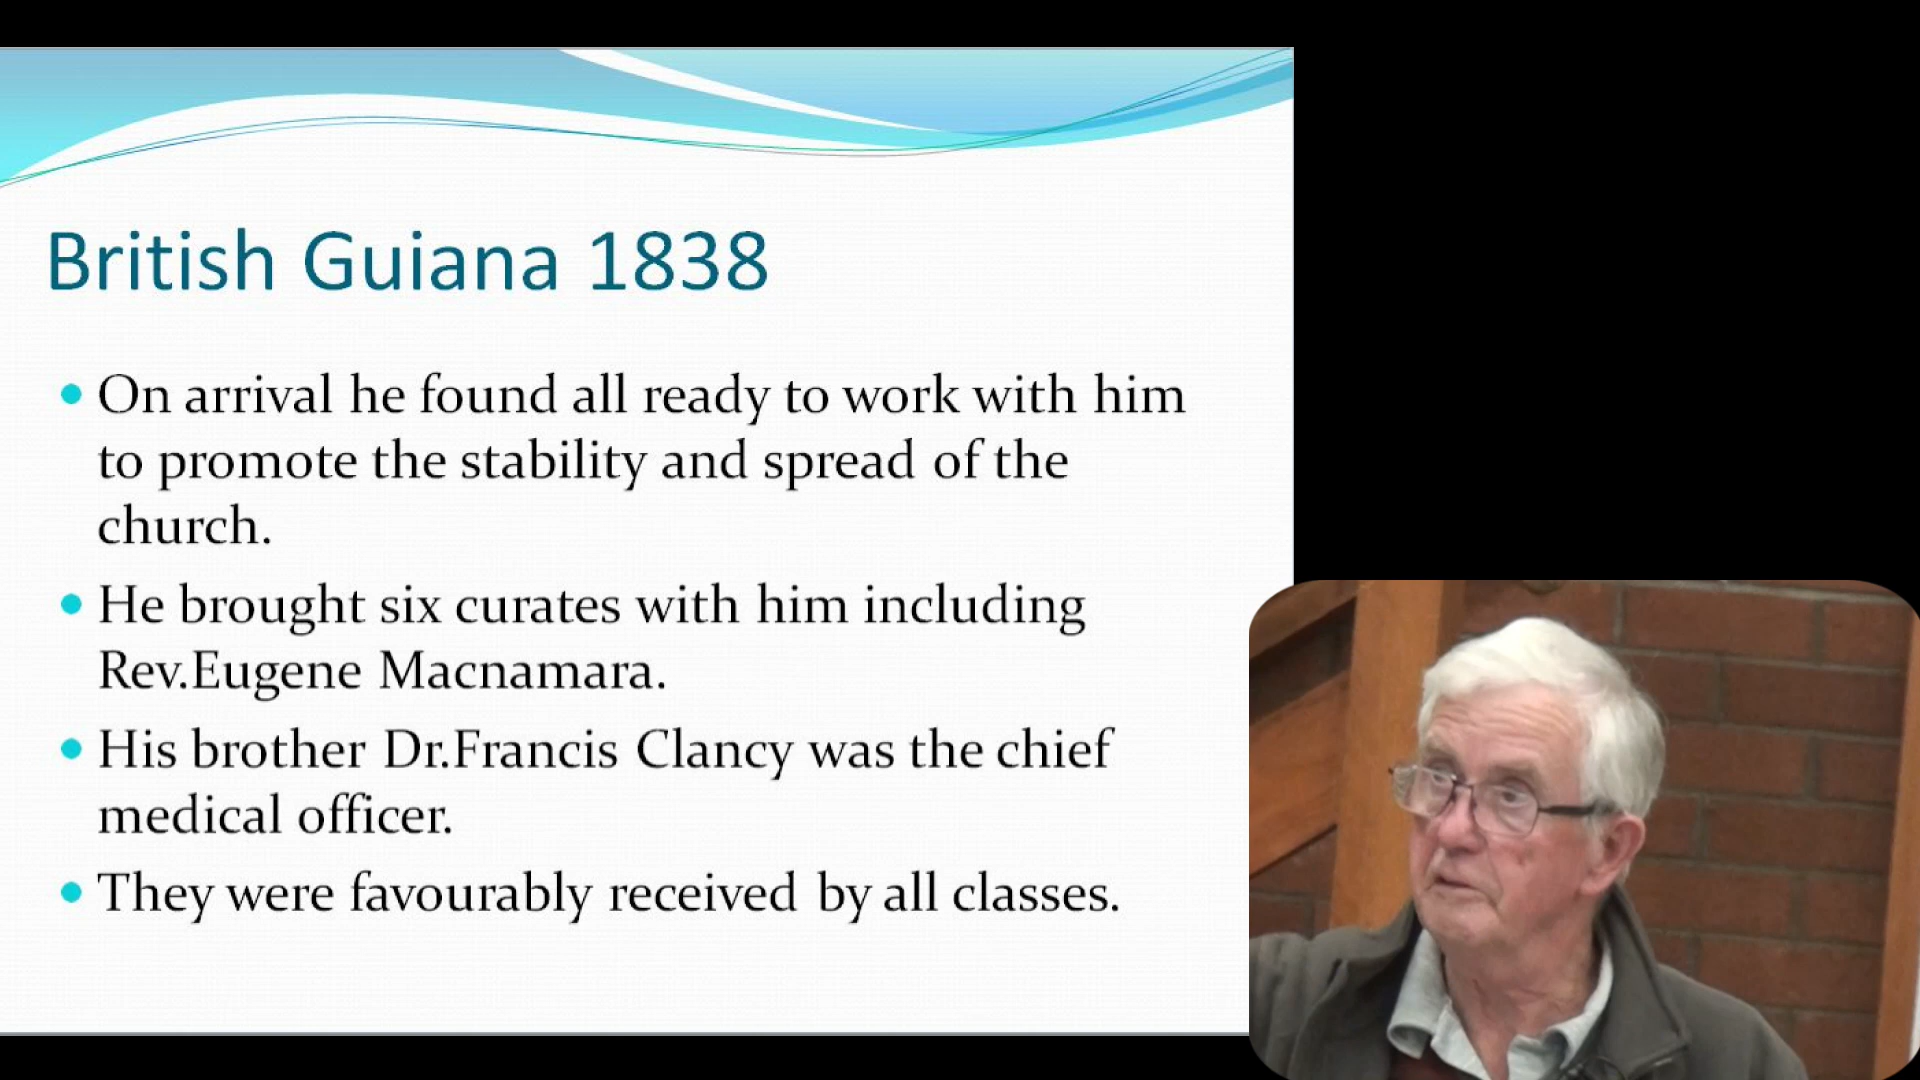 British Guiana 1838
On arrival he found all ready to work with him
to promote the stability and spread of the
church.
He brought six curates with him including
Rev.Eugene Macnamara.
His brother Dr.Francis Clancy was the chief
medical officer.
They were favourably received by all classes.